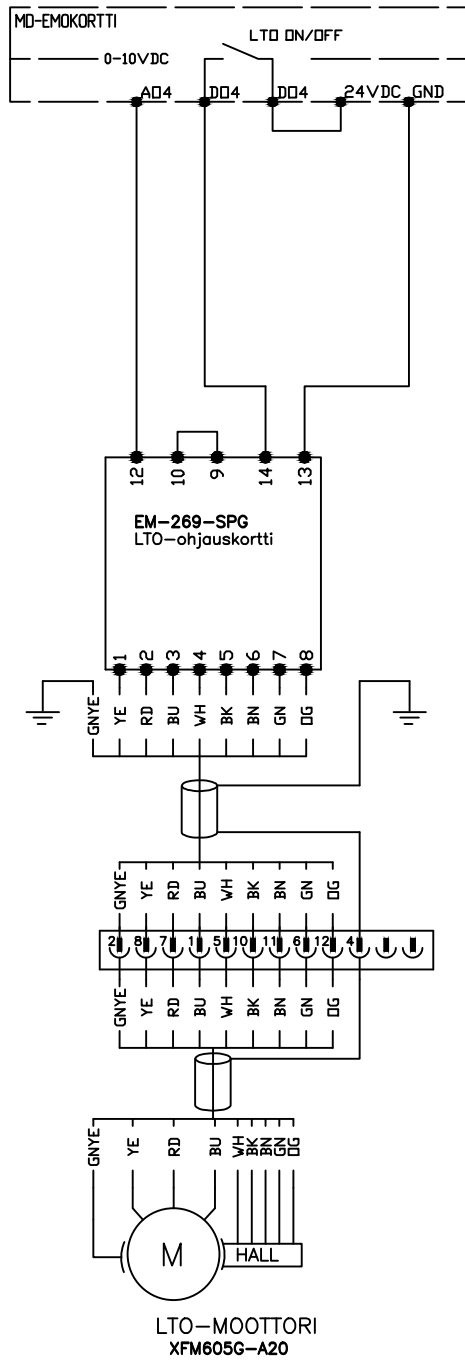 MD-EMOKORTTI
LTO ON/OFF
0-10VDC
AO4 DO4 DO4 24VDC GND
12 10 9 14 13
EM-269-SPG
LTO-ohjauskortti
1 2 3 4 5 6 7 8
GNYE YE RD BU WH BK BN GN OG
GNYE YE RD BU WH BK BN GN OG
2 8 7 1 5 10 11 6 12 4
GNYE YE RD BU WH BK BN GN OG
GNYE YE RD BU WH BK BN GN OG
M HALL
LTO-MOOTTORI
XFM605G-A20